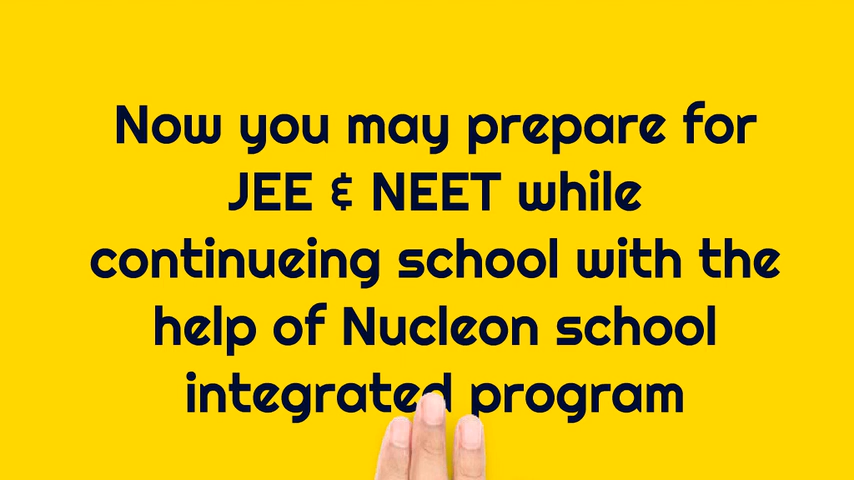 Now you may prepare for
JEE & NEET while
continueing school with the
help of Nucleon school
integrated program